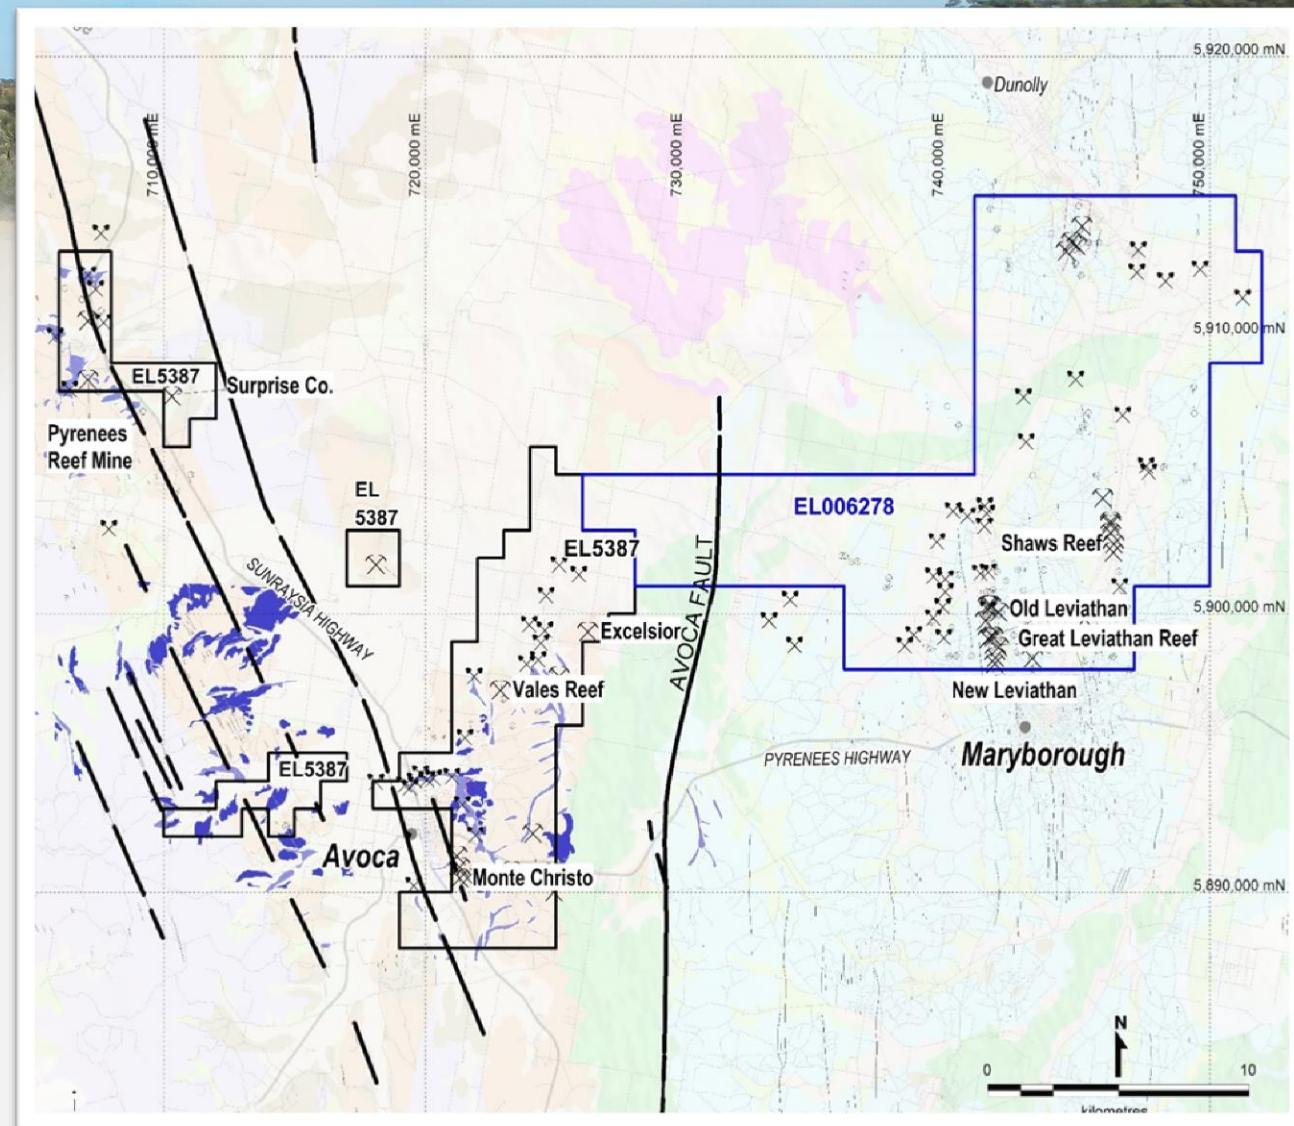 5,920,000 mN
Dunolly
710,000 mE
720,000 mE
730,000 mE
740,000 mE
750,000 mE
5,910,000 mN
EL5387
Surprise Co.
Pyrenees
Reef Mine
EL
5387
EL006278
EL5387
Shaws Reef
SUNRAYSIA HIGHWAY
AVOCA FAULT
5,900,000 mN
Old Leviathan
Excelsior
Great Leviathan Reef
Vales Reef
New Leviathan
Maryborough
PYRENEES HIGHWAY
EL5387
Avoca
Monte Christo
5,890,000 mN
N
0
10
kilometres